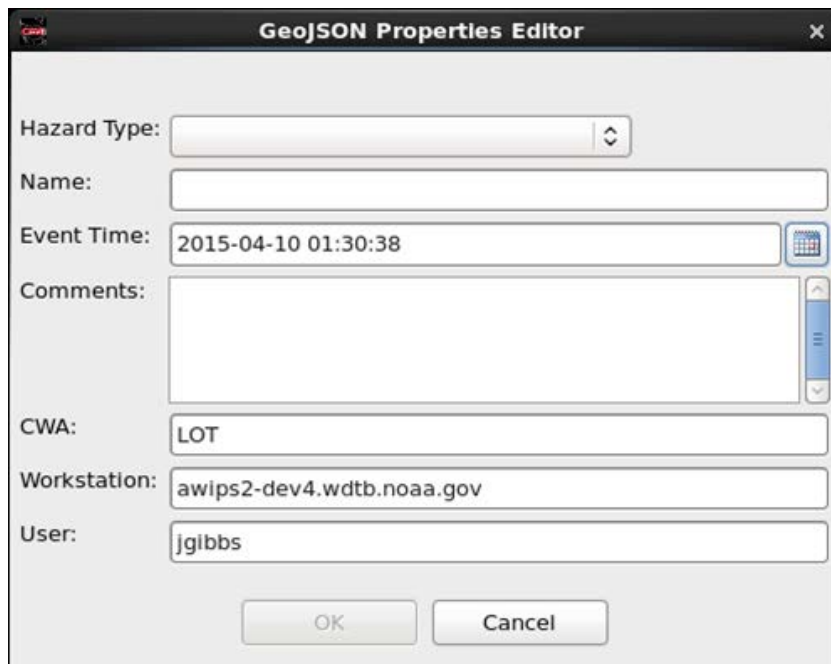 GeoJSON Properties Editor
Hazard Type:
Name:
Event Time: 2015-04-10 01:30:38
Comments:
CWA: LOT
Workstation: awips2-dev4.wdtb.noaa.gov
User: jgibbs
OK Cancel